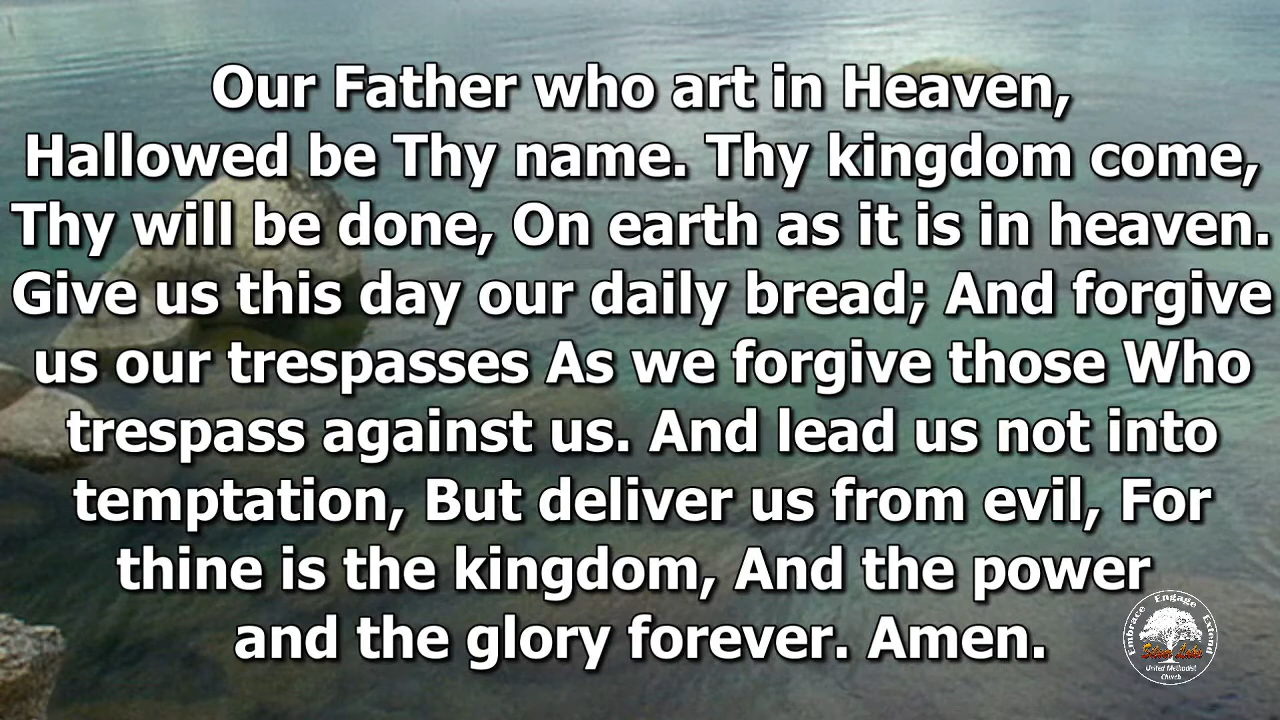 Our Father who art in Heaven,
Hallowed be Thy name. Thy kingdom come,
Thy will be done, On earth as it is in heaven.
Give us this day our daily bread; And forgive
us our trespasses As we forgive those Who
trespass against us. And lead us not into
temptation, But deliver us from evil, For
thine is the kingdom, And the power
and the glory forever. Amen.
Embrace Engage Extend
United Methodist
Church